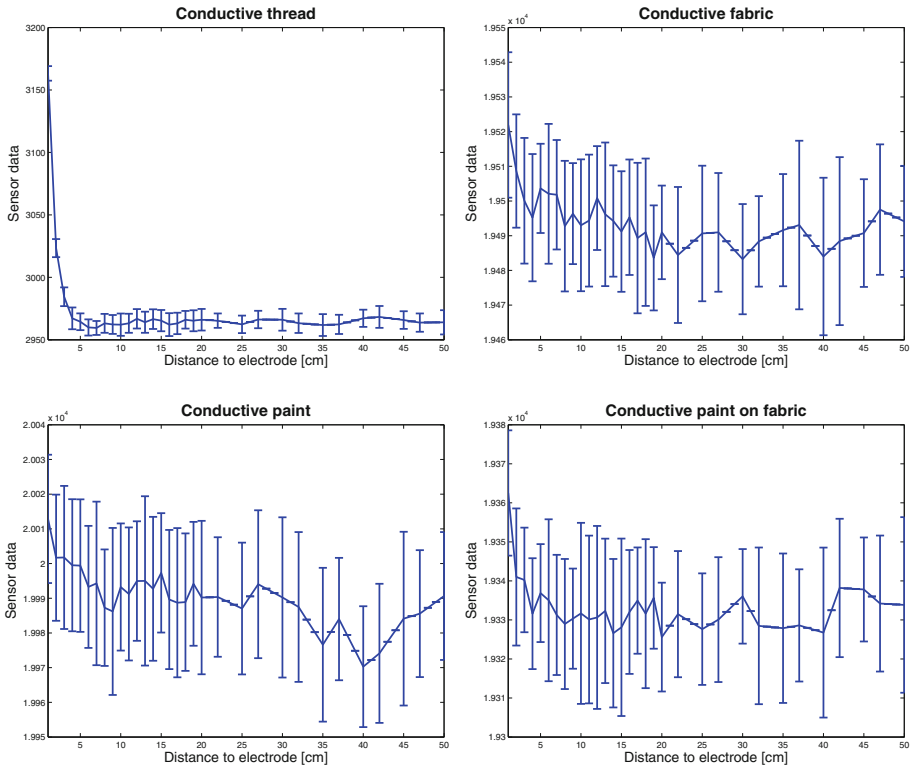 Conductive thread
3200
3150
3100
3050
3000
2950
Sensor data
5 10 15 20 25 30 35 40 45 50
Distance to electrode [cm]
Conductive fabric
x 10^4
1.955
1.954
1.953
1.952
1.951
1.95
1.949
1.948
1.947
1.946
Sensor data
5 10 15 20 25 30 35 40 45 50
Distance to electrode [cm]
Conductive paint
x 10^4
2.004
2.003
2.002
2.001
2
1.999
1.998
1.997
1.996
1.995
Sensor data
5 10 15 20 25 30 35 40 45 50
Distance to electrode [cm]
Conductive paint on fabric
x 10^4
1.938
1.937
1.936
1.935
1.934
1.933
1.932
1.931
1.93
Sensor data
5 10 15 20 25 30 35 40 45 50
Distance to electrode [cm]